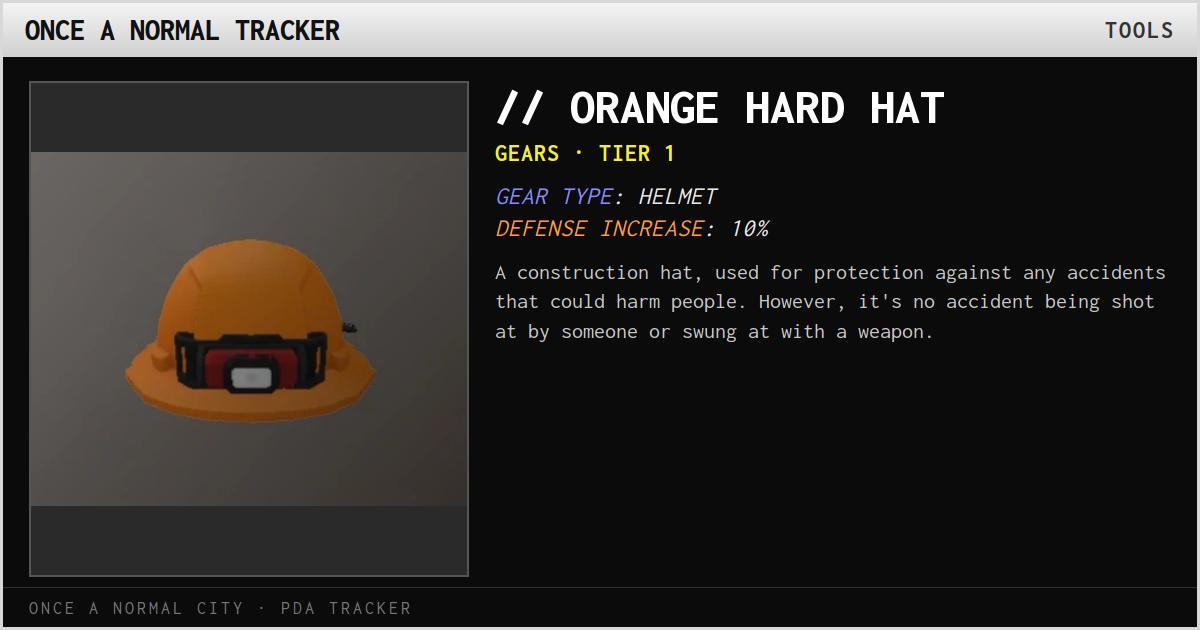 ONCE A NORMAL TRACKER
TOOLS
// ORANGE HARD HAT
GEARS · TIER 1
GEAR TYPE: HELMET
DEFENSE INCREASE: 10%
A construction hat, used for protection against any accidents
that could harm people. However, it's no accident being shot
at by someone or swung at with a weapon.
ONCE A NORMAL CITY · PDA TRACKER